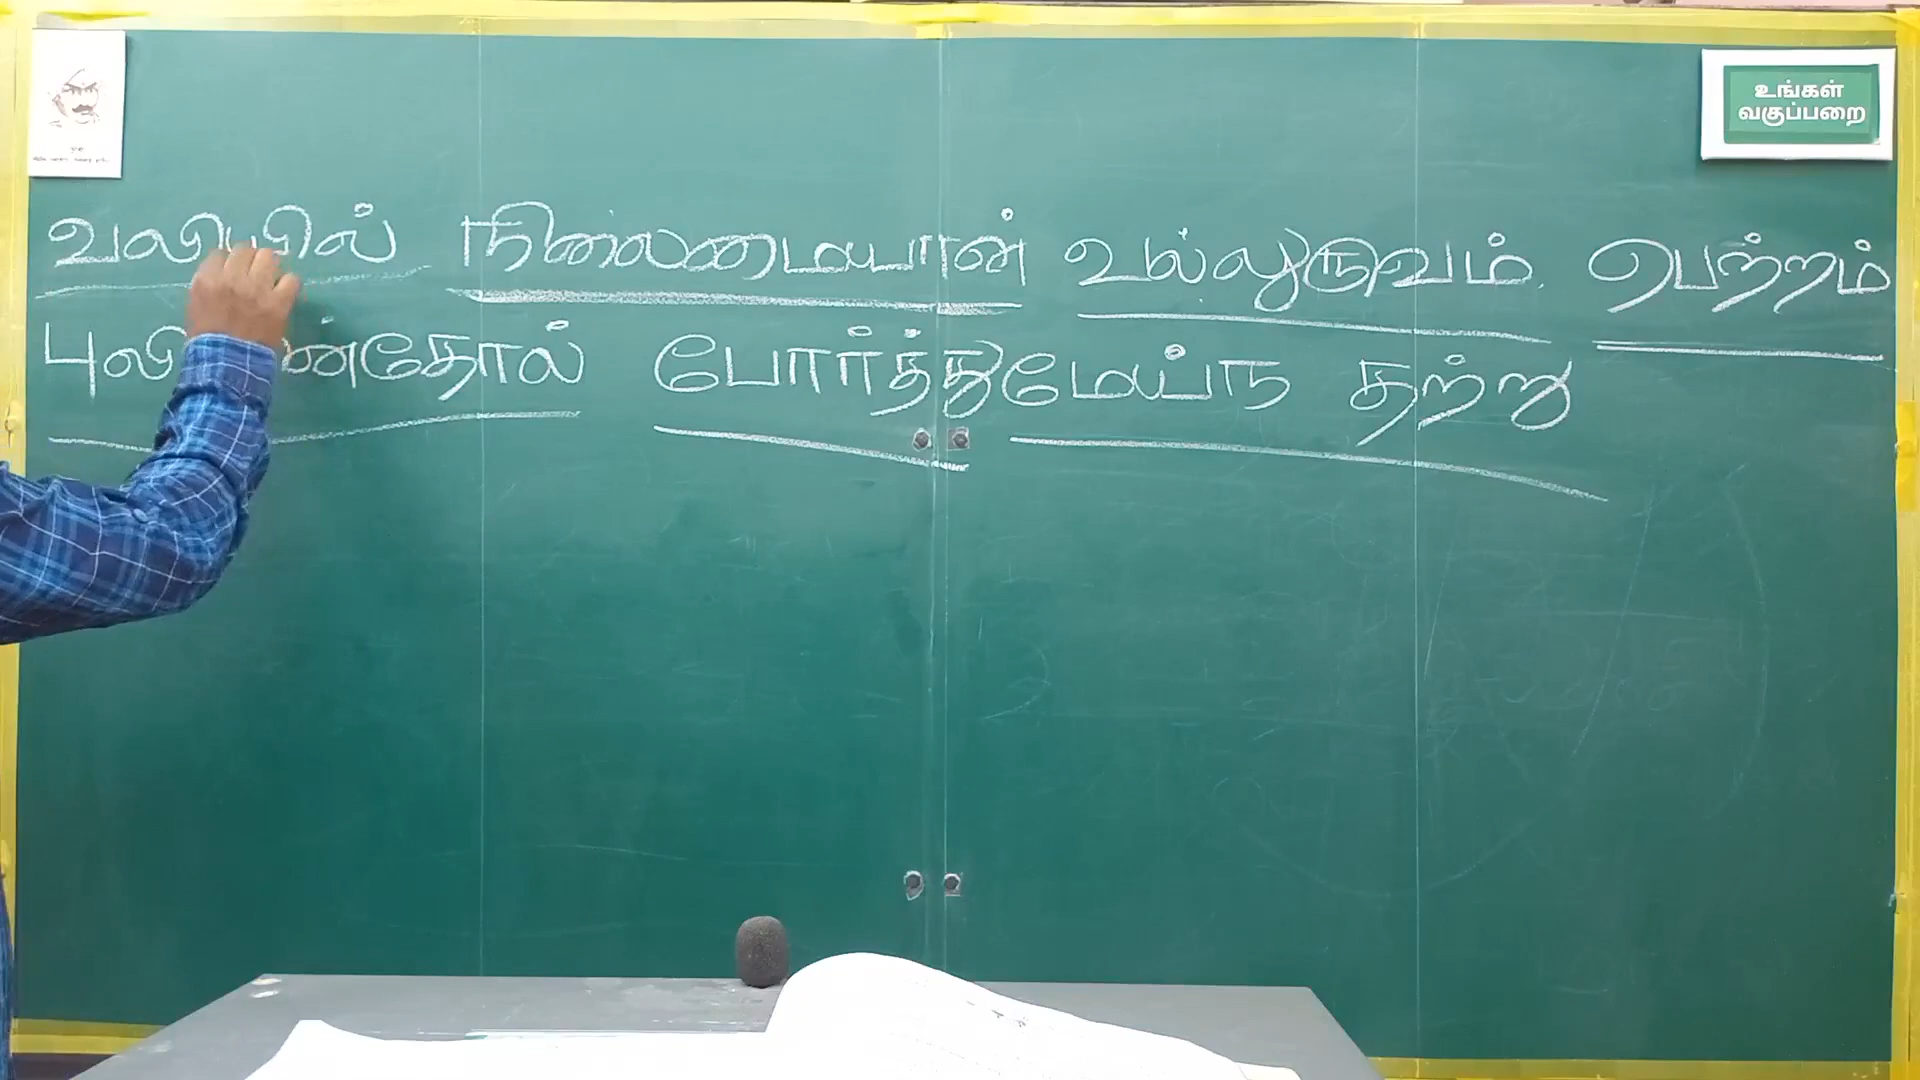 உங்கள்
வகுப்பறை
வலியில் நிலைமையான் வல்லுருவம் பெற்றம்
போர்த்துமேய்ந தற்று